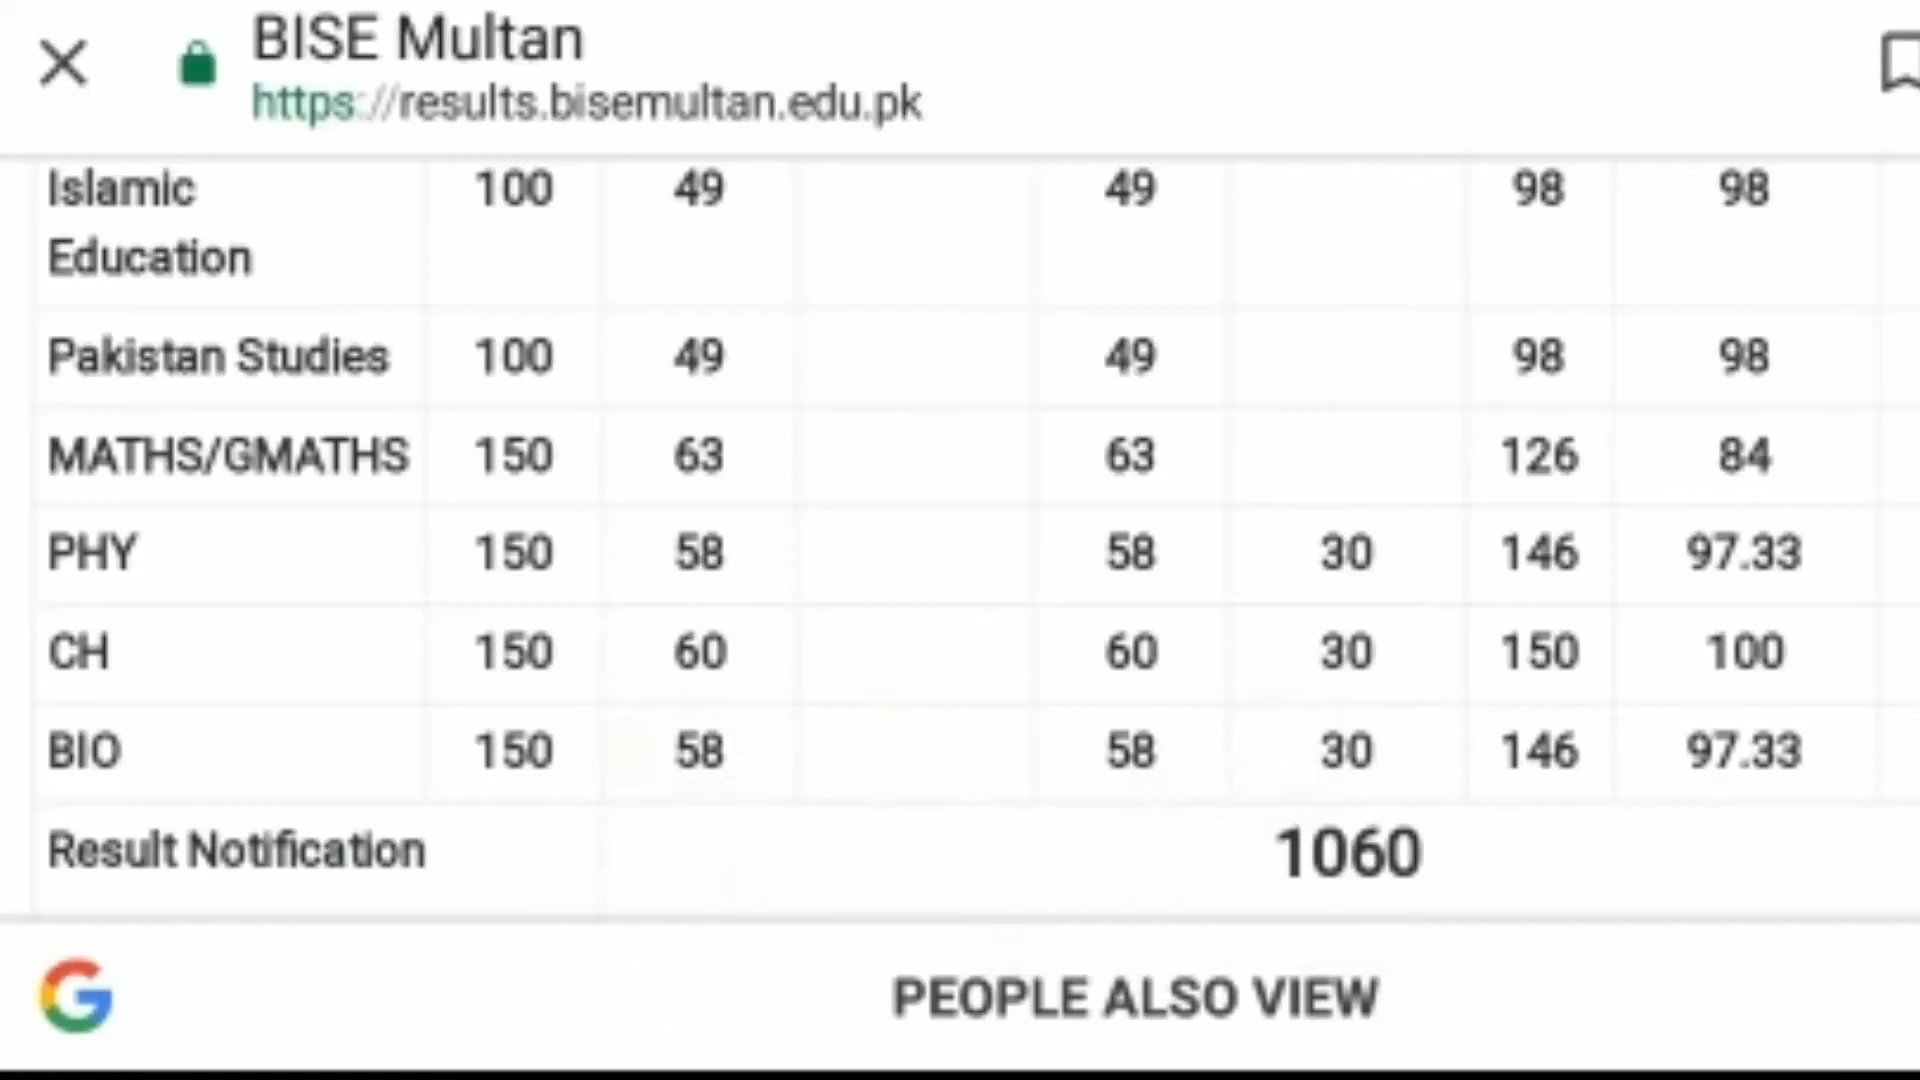 BISE Multan
https://results.bisemultan.edu.pk
Islamic Education 100 49 49 98 98
Pakistan Studies 100 49 49 98 98
MATHS/GMATHS 150 63 63 126 84
PHY 150 58 58 30 146 97.33
CH 150 60 60 30 150 100
BIO 150 58 58 30 146 97.33
Result Notification 1060
G
PEOPLE ALSO VIEW